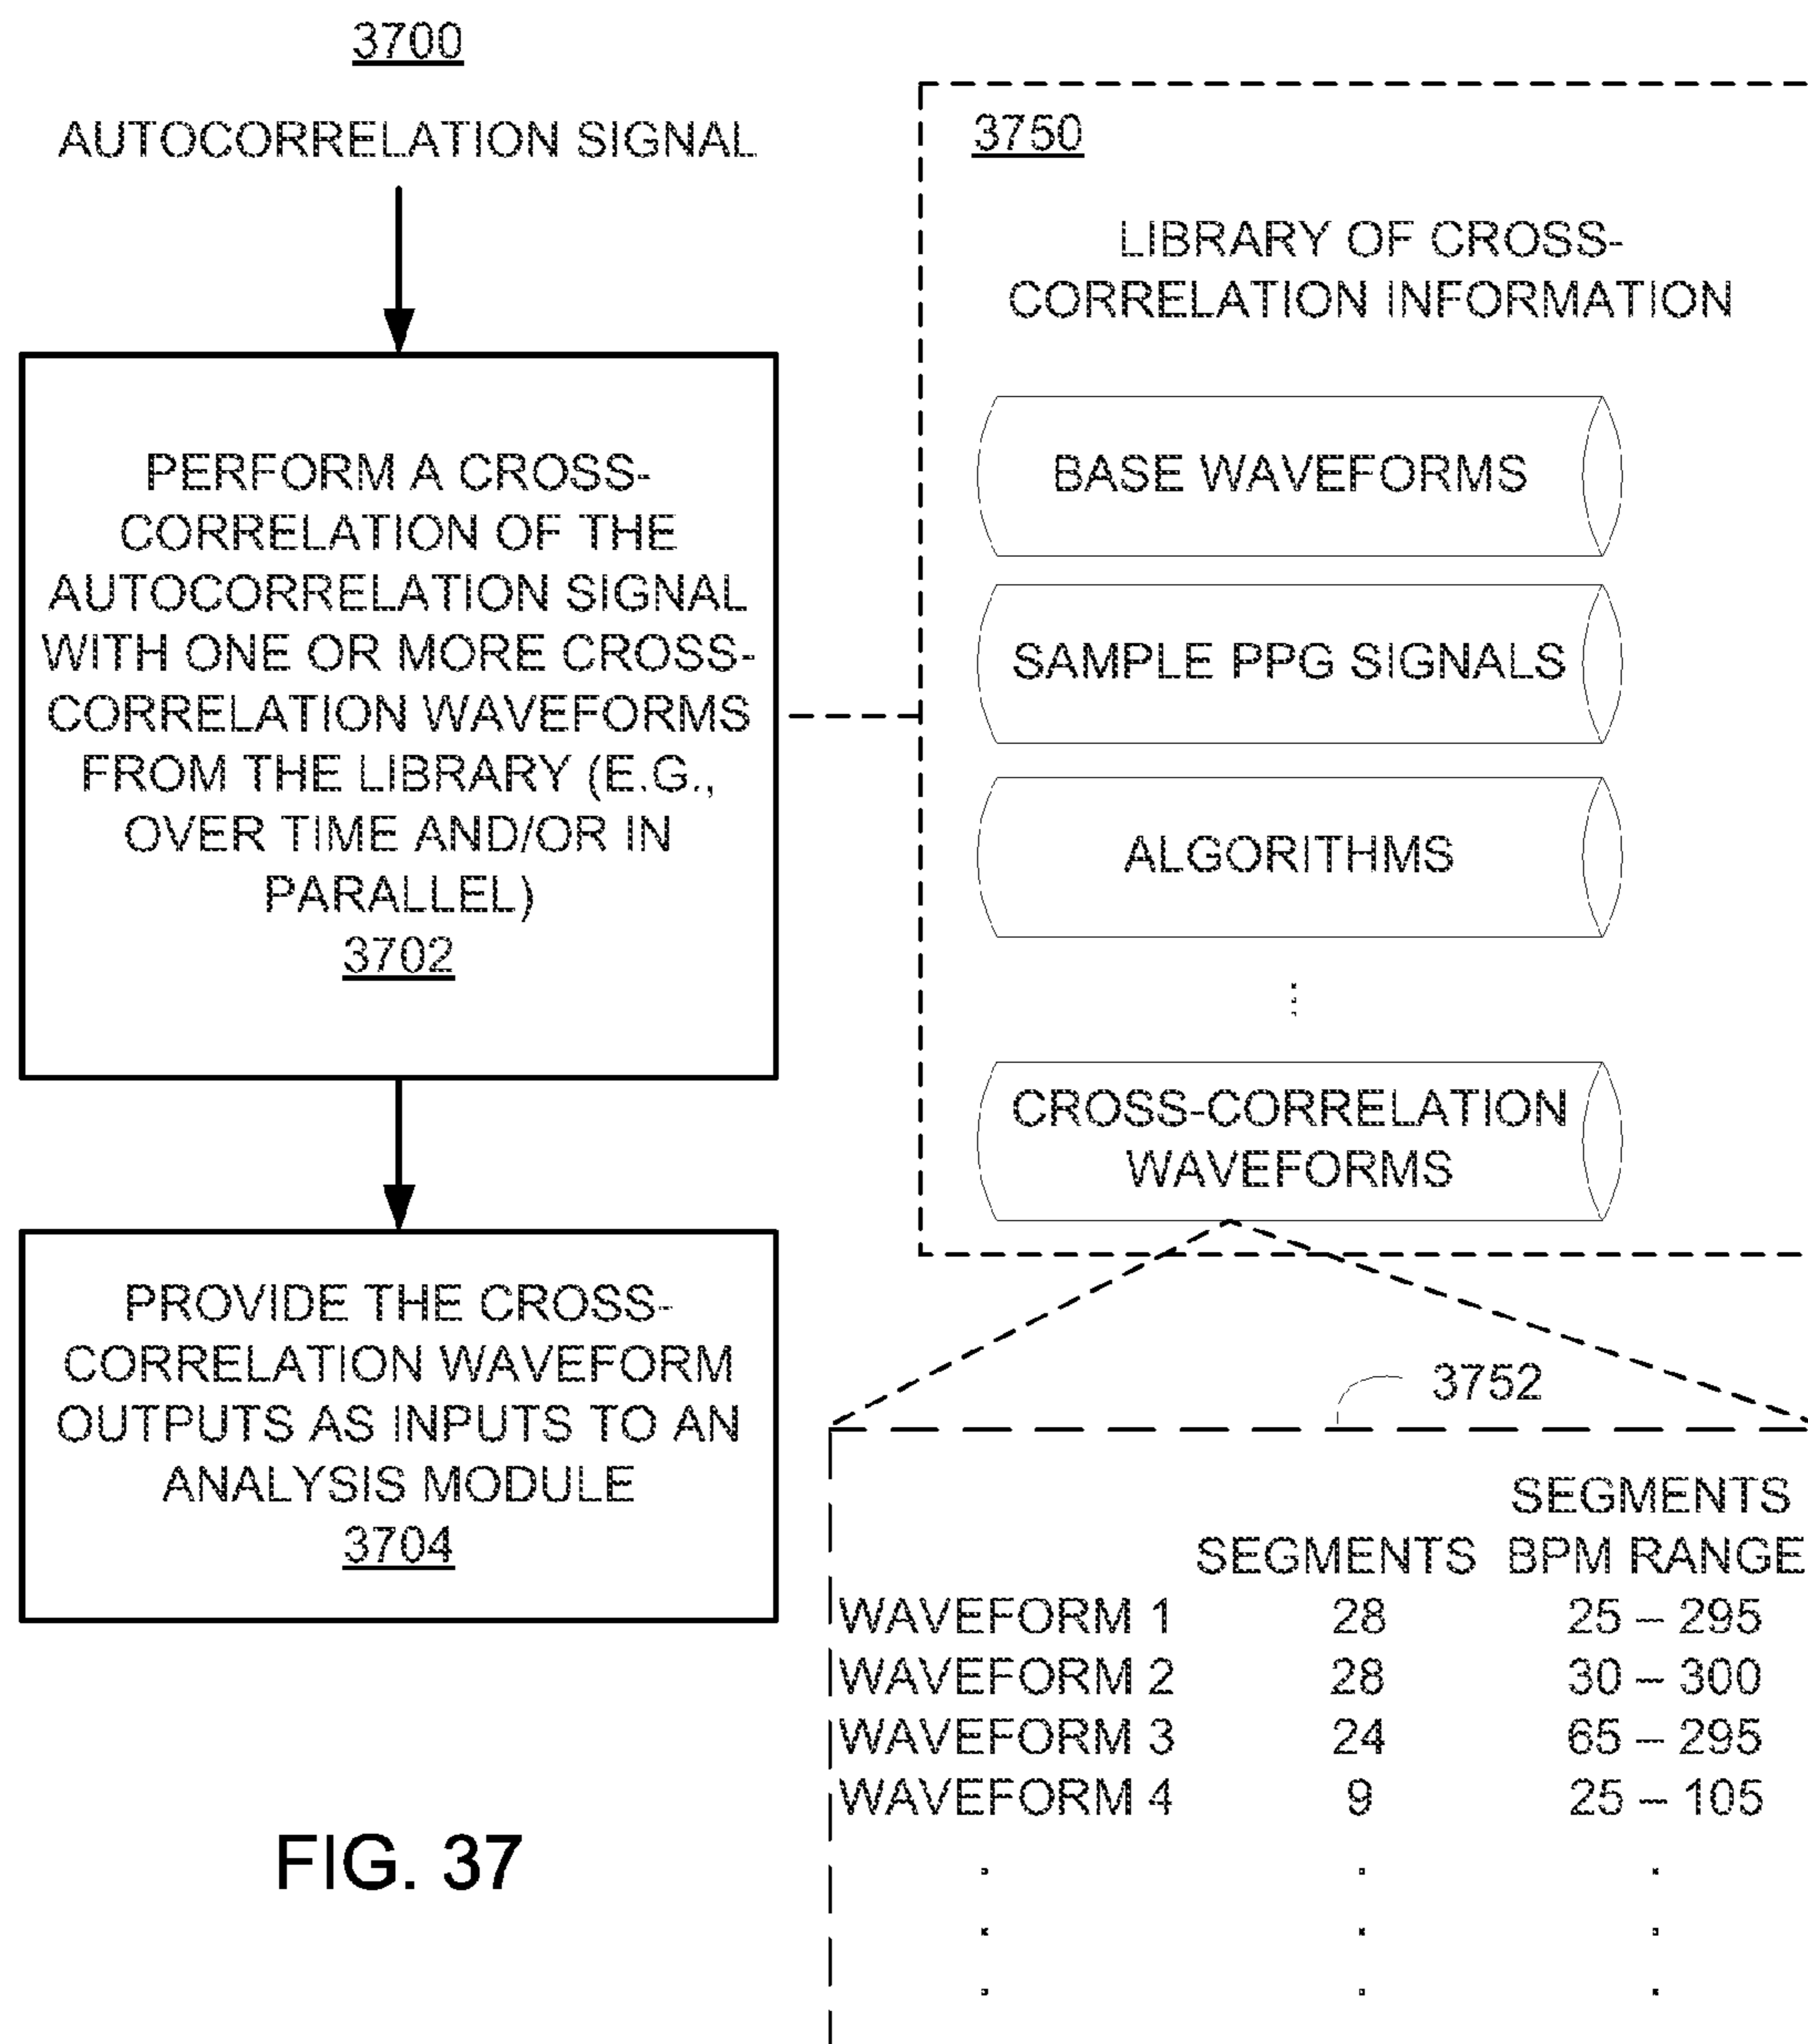 3700
AUTOCORRELATION SIGNAL
PERFORM A CROSS-
CORRELATION OF THE
AUTOCORRELATION SIGNAL
WITH ONE OR MORE CROSS-
CORRELATION WAVEFORMS
FROM THE LIBRARY (E.G.,
OVER TIME AND/OR IN
PARALLEL)
3702
PROVIDE THE CROSS-
CORRELATION WAVEFORM
OUTPUTS AS INPUTS TO AN
ANALYSIS MODULE
3704
3750
LIBRARY OF CROSS-
CORRELATION INFORMATION
BASE WAVEFORMS
SAMPLE PPG SIGNALS
ALGORITHMS
⋮
CROSS-CORRELATION
WAVEFORMS
3752
SEGMENTS
SEGMENTS BPM RANGE
WAVEFORM 1 28 25 – 295
WAVEFORM 2 28 30 – 300
WAVEFORM 3 24 65 – 295
WAVEFORM 4 9 25 – 105
. . .
. . .
. . .
FIG. 37